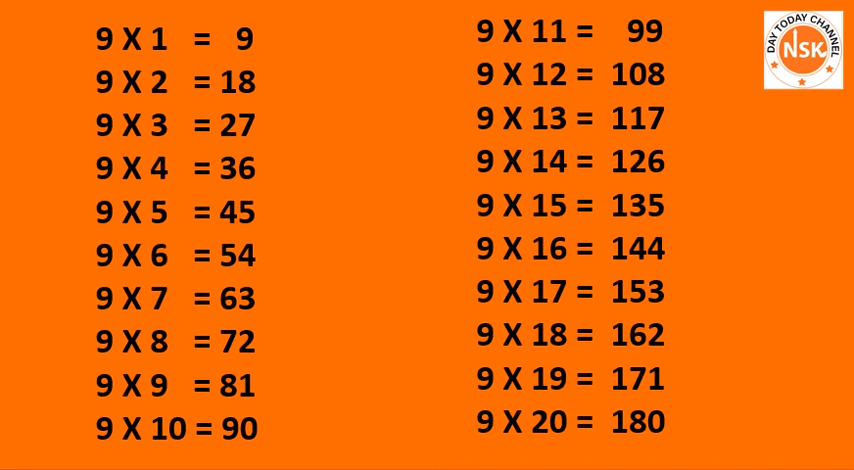 9 X 1 = 9
9 X 2 = 18
9 X 3 = 27
9 X 4 = 36
9 X 5 = 45
9 X 6 = 54
9 X 7 = 63
9 X 8 = 72
9 X 9 = 81
9 X 10 = 90
9 X 11 = 99
9 X 12 = 108
9 X 13 = 117
9 X 14 = 126
9 X 15 = 135
9 X 16 = 144
9 X 17 = 153
9 X 18 = 162
9 X 19 = 171
9 X 20 = 180
DAY TODAY CHANNEL
NSK